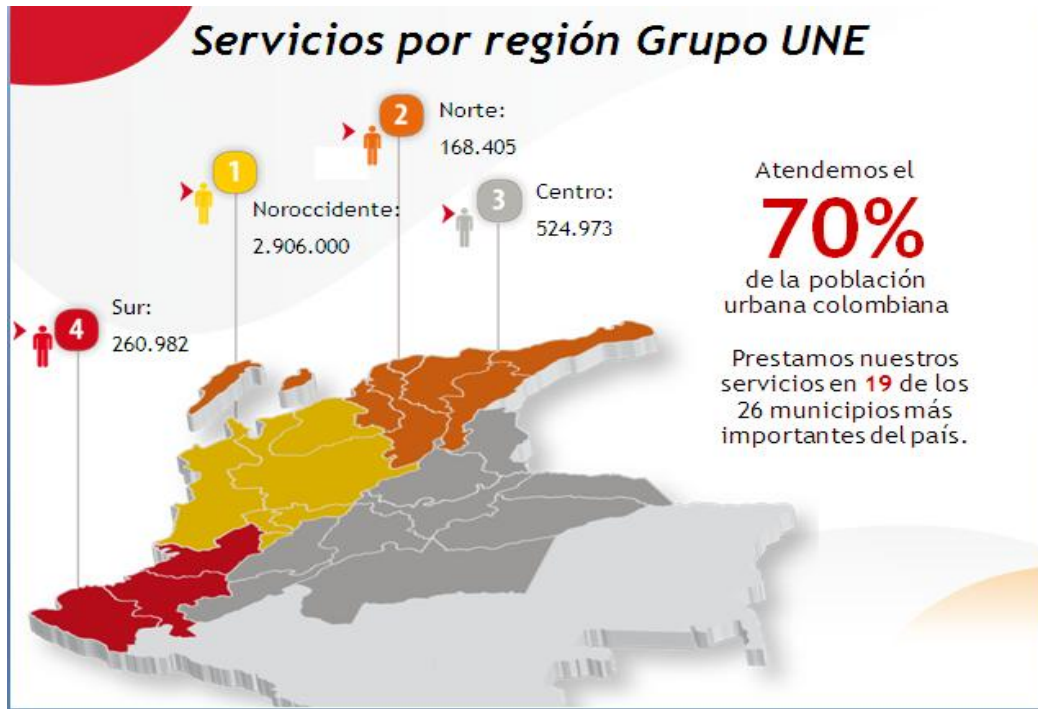 Servicios por región Grupo UNE
2
Norte:
168.405
1
Noroccidente:
2.906.000
3
Centro:
524.973
4
Sur:
260.982
Atendemos el
70%
de la población
urbana colombiana
Prestamos nuestros
servicios en 19 de los
26 municipios más
importantes del país.